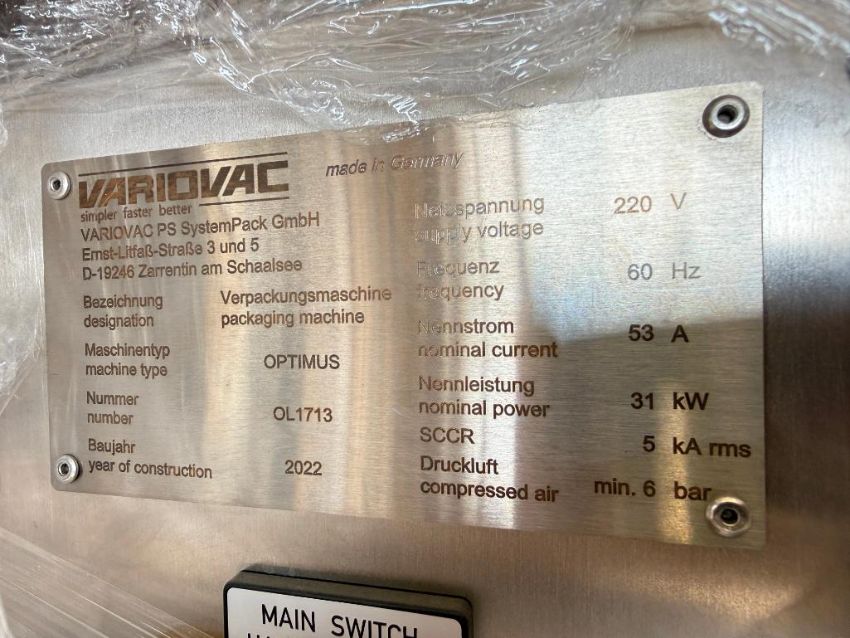 VARIOVAC
made in Germany
simpler faster better
VARIOVAC PS SystemPack GmbH
Ernst-Litfaß-Straße 3 und 5
D-19246 Zarrentin am Schaalsee
Bezeichnung Verpackungsmaschine
designation packaging machine
Maschinentyp
machine type OPTIMUS
Nummer
number OL1713
Baujahr
year of construction 2022
Netzspannung 220 V
supply voltage
Frequenz 60 Hz
frequency
Nennstrom 53 A
nominal current
Nennleistung
nominal power 31 kW
SCCR 5 kA rms
Druckluft
compressed air min. 6 bar
MAIN SWITCH